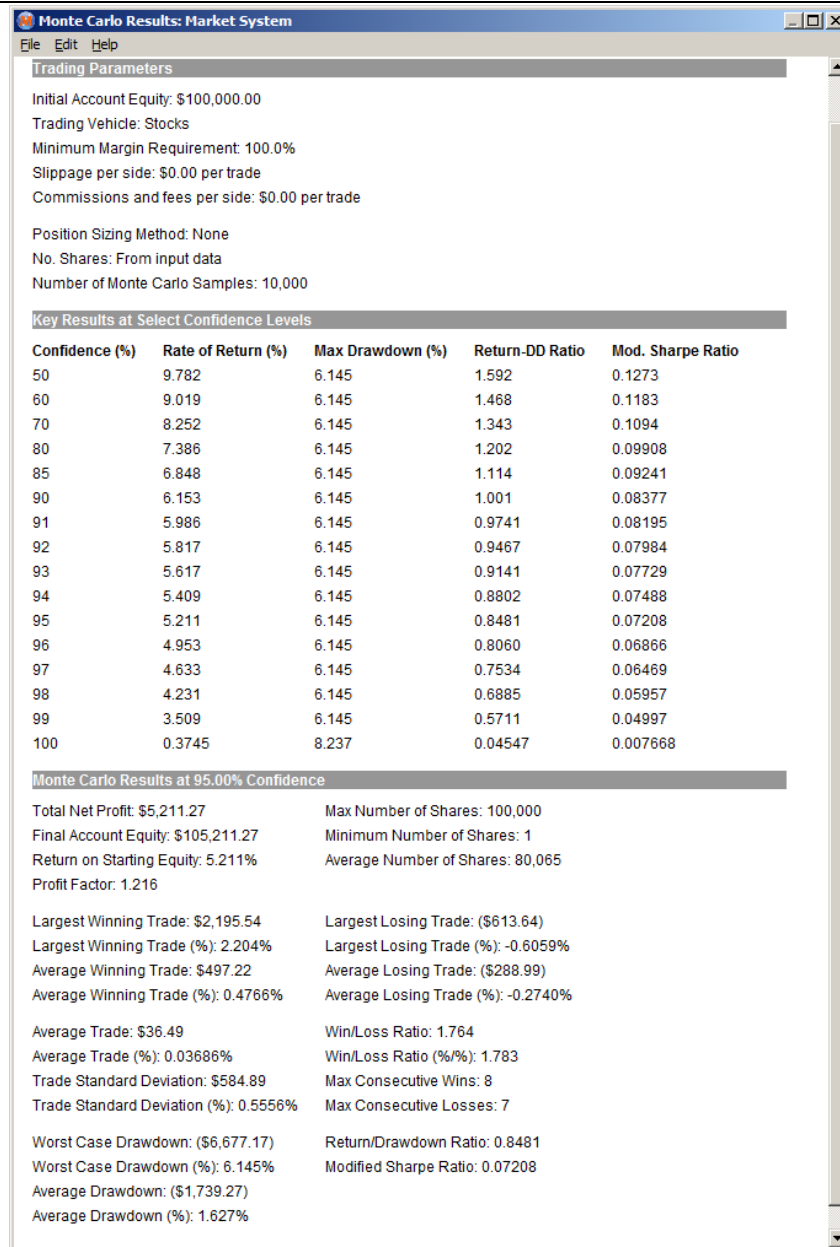 Monte Carlo Results: Market System
File Edit Help
Trading Parameters
Initial Account Equity: $100,000.00
Trading Vehicle: Stocks
Minimum Margin Requirement: 100.0%
Slippage per side: $0.00 per trade
Commissions and fees per side: $0.00 per trade
Position Sizing Method: None
No. Shares: From input data
Number of Monte Carlo Samples: 10,000
Key Results at Select Confidence Levels
Confidence (%) Rate of Return (%) Max Drawdown (%) Return-DD Ratio Mod. Sharpe Ratio
50 9.782 6.145 1.592 0.1273
60 9.019 6.145 1.468 0.1183
70 8.252 6.145 1.343 0.1094
80 7.386 6.145 1.202 0.09908
85 6.848 6.145 1.114 0.09241
90 6.153 6.145 1.001 0.08377
91 5.986 6.145 0.9741 0.08195
92 5.817 6.145 0.9467 0.07984
93 5.617 6.145 0.9141 0.07729
94 5.409 6.145 0.8802 0.07488
95 5.211 6.145 0.8481 0.07208
96 4.953 6.145 0.8060 0.06866
97 4.633 6.145 0.7534 0.06469
98 4.231 6.145 0.6885 0.05957
99 3.509 6.145 0.5711 0.04997
100 0.3745 8.237 0.04547 0.007668
Monte Carlo Results at 95.00% Confidence
Total Net Profit: $5,211.27 Max Number of Shares: 100,000
Final Account Equity: $105,211.27 Minimum Number of Shares: 1
Return on Starting Equity: 5.211% Average Number of Shares: 80,065
Profit Factor: 1.216
Largest Winning Trade: $2,195.54 Largest Losing Trade: ($613.64)
Largest Winning Trade (%): 2.204% Largest Losing Trade (%): -0.6059%
Average Winning Trade: $497.22 Average Losing Trade: ($288.99)
Average Winning Trade (%): 0.4766% Average Losing Trade (%): -0.2740%
Average Trade: $36.49 Win/Loss Ratio: 1.764
Average Trade (%): 0.03686% Win/Loss Ratio (%/%): 1.783
Trade Standard Deviation: $584.89 Max Consecutive Wins: 8
Trade Standard Deviation (%): 0.5556% Max Consecutive Losses: 7
Worst Case Drawdown: ($6,677.17) Return/Drawdown Ratio: 0.8481
Worst Case Drawdown (%): 6.145% Modified Sharpe Ratio: 0.07208
Average Drawdown: ($1,739.27)
Average Drawdown (%): 1.627%